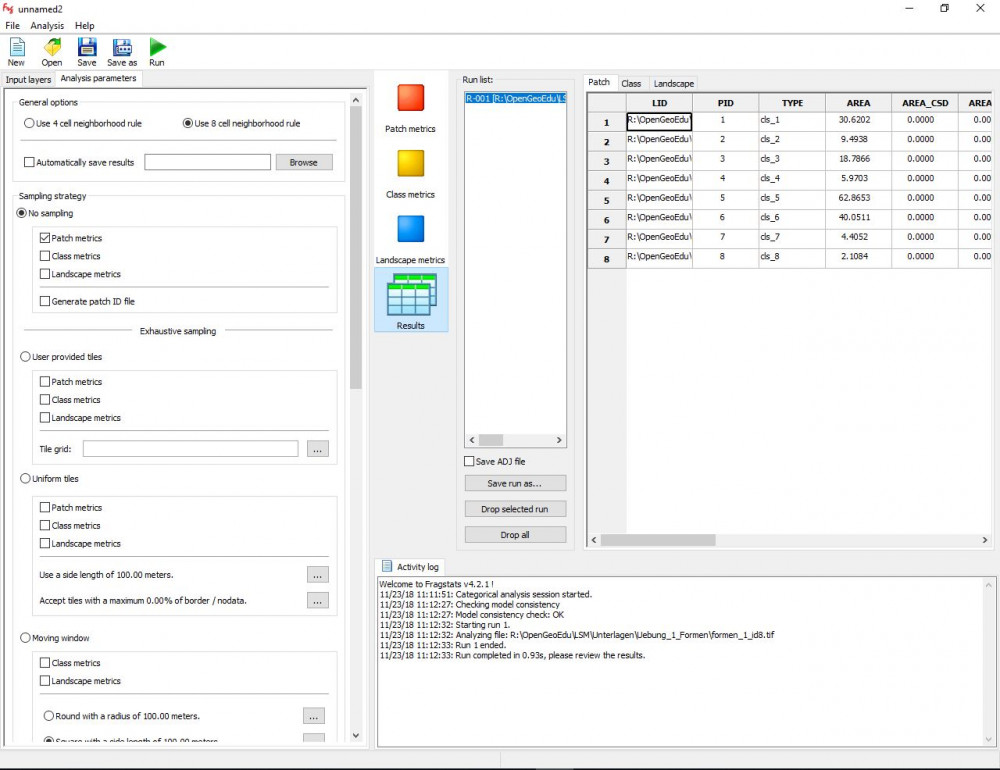 unnamed2
File Analysis Help
New Open Save Save as Run
Input layers Analysis parameters
General options
Use 4 cell neighborhood rule Use 8 cell neighborhood rule
Automatically save results Browse
Sampling strategy
No sampling
Patch metrics
Class metrics
Landscape metrics
Generate patch ID file
Exhaustive sampling
User provided tiles
Patch metrics
Class metrics
Landscape metrics
Tile grid: ...
Uniform tiles
Patch metrics
Class metrics
Landscape metrics
Use a side length of 100.00 meters. ...
Accept tiles with a maximum 0.00% of border / nodata. ...
Moving window
Class metrics
Landscape metrics
Round with a radius of 100.00 meters. ...
Square with a side length of 100.00 meters.
Patch metrics
Class metrics
Landscape metrics
Results
Run list:
R-001 [R:\OpenGeoEdu\LS
Save ADJ file
Save run as...
Drop selected run
Drop all
Patch Class Landscape
LID PID TYPE AREA AREA_CSD AREA
1 R:\OpenGeoEdu\ 1 cls_1 30.6202 0.0000 0.00
2 R:\OpenGeoEdu\ 2 cls_2 9.4938 0.0000 0.00
3 R:\OpenGeoEdu\ 3 cls_3 18.7866 0.0000 0.00
4 R:\OpenGeoEdu\ 4 cls_4 5.9703 0.0000 0.00
5 R:\OpenGeoEdu\ 5 cls_5 62.8653 0.0000 0.00
6 R:\OpenGeoEdu\ 6 cls_6 40.0511 0.0000 0.00
7 R:\OpenGeoEdu\ 7 cls_7 4.4052 0.0000 0.00
8 R:\OpenGeoEdu\ 8 cls_8 2.1084 0.0000 0.00
Activity log
Welcome to Fragstats v4.2.1 !
11/23/18 11:11:51: Categorical analysis session started.
11/23/18 11:12:27: Checking model consistency
11/23/18 11:12:27: Model consistency check: OK
11/23/18 11:12:32: Starting run 1.
11/23/18 11:12:32: Analyzing file: R:\OpenGeoEdu\LSM\Unterlagen\Uebung_1_Formen\formen_1_id8.tif
11/23/18 11:12:33: Run 1 ended.
11/23/18 11:12:33: Run completed in 0.93s, please review the results.